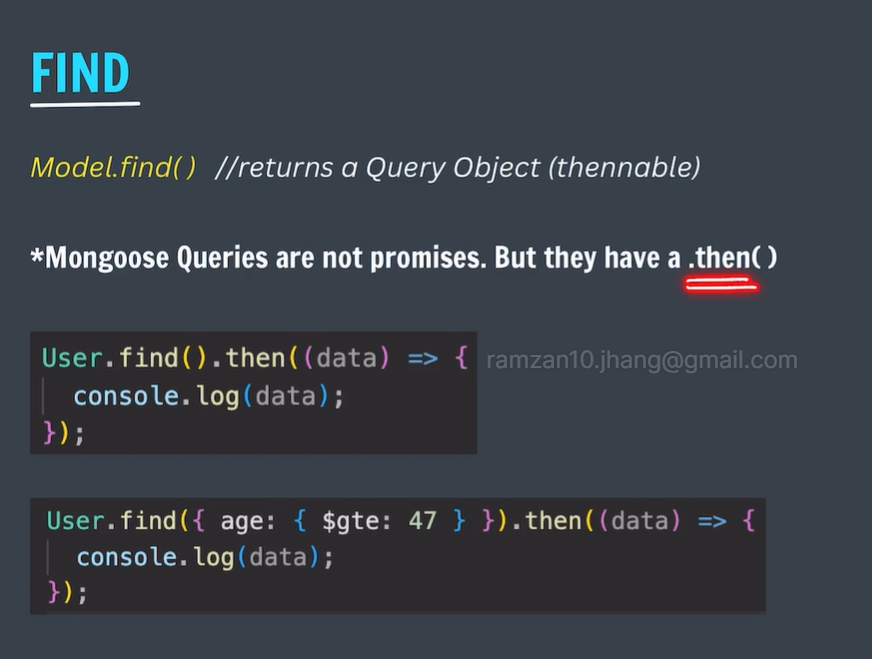 FIND
Model.find( ) //returns a Query Object (thennable)
*Mongoose Queries are not promises. But they have a .then( )
User.find().then((data) => {
console.log(data);
});
ramzan10.jhang@gmail.com
User.find({ age: { $gte: 47 } }).then((data) => {
console.log(data);
});